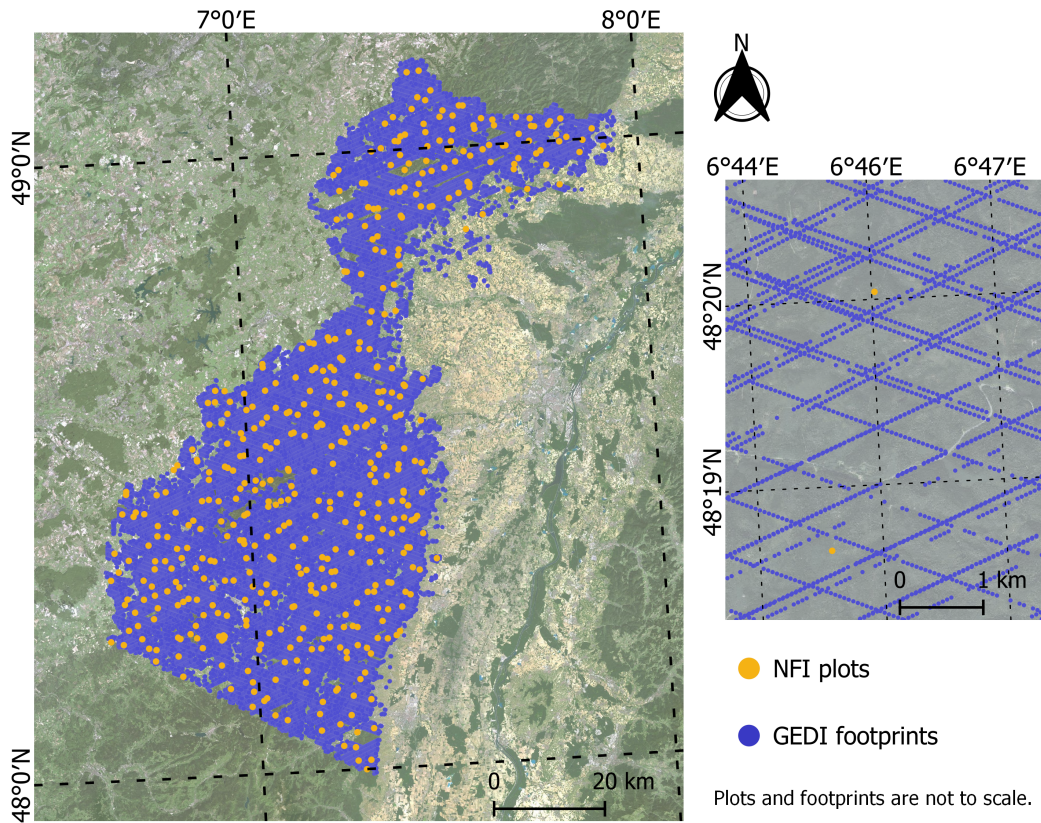 7°0′E
8°0′E
N
49°0′N
6°44′E
6°46′E
6°47′E
48°20′N
48°19′N
0
1 km
NFI plots
GEDI footprints
48°0′N
0
20 km
Plots and footprints are not to scale.